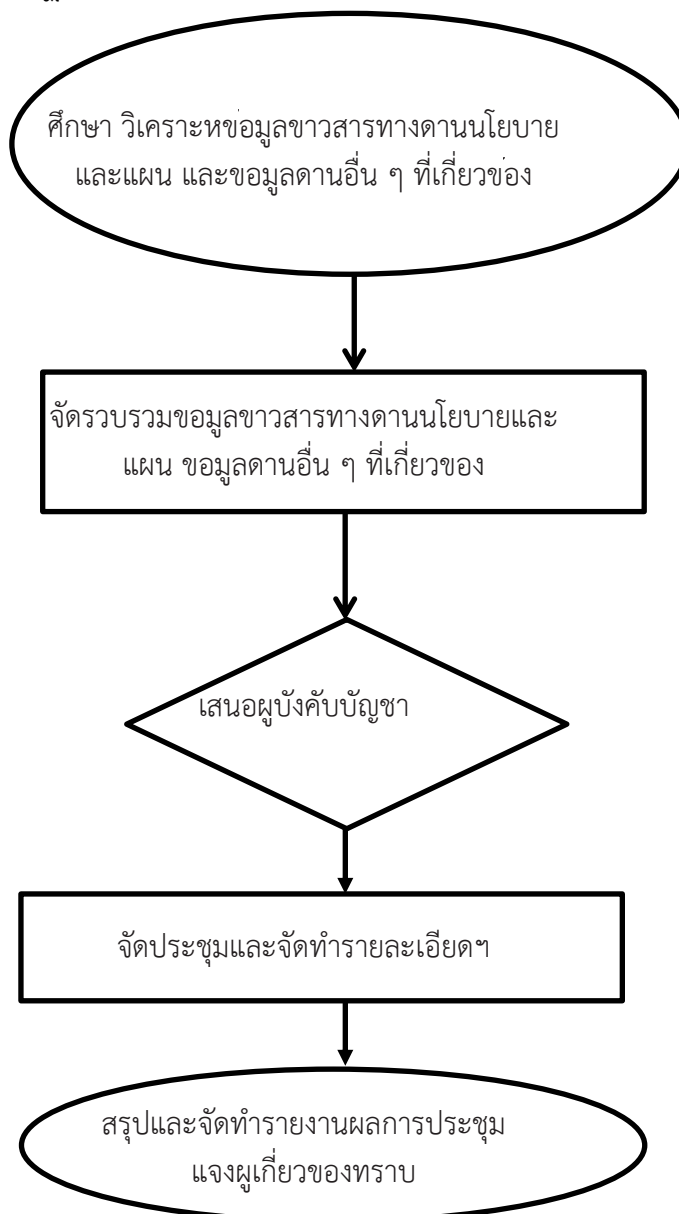 ศึกษา วิเคราะหข่อมูลขาวสารทางดานนโยบาย
และแผน และขอมูลดานอื่น ๆ ที่เกี่ยวข่อง
จัดรวบรวมขอมูลขาวสารทางดานนโยบายและ
แผน ขอมูลดานอื่น ๆ ที่เกี่ยวของ
เสนอผูบังคับบัญชา
จัดประชุมและจัดทำรายละเอียดฯ
สรุปและจัดทำรายงานผลการประชุม
แจงผูเกี่ยวของทราบ